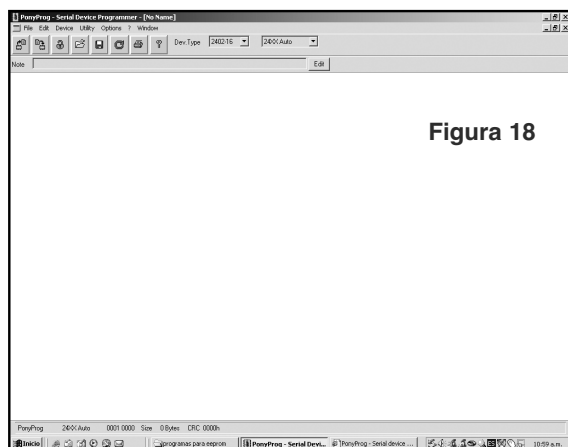 PonyProg - Serial Device Programmer - [No Name]
File Edit Device Utility Options ? Window
Dev.Type 2402-16 24XX Auto
Note Edit
Figura 18
PonyProg 24XX Auto 0001 0000 Size 0 Bytes CRC 0000h
Inicio programas para eeprom PonyProg - Serial Devi... PonyProg - Serial device ... 10:59 a.m.